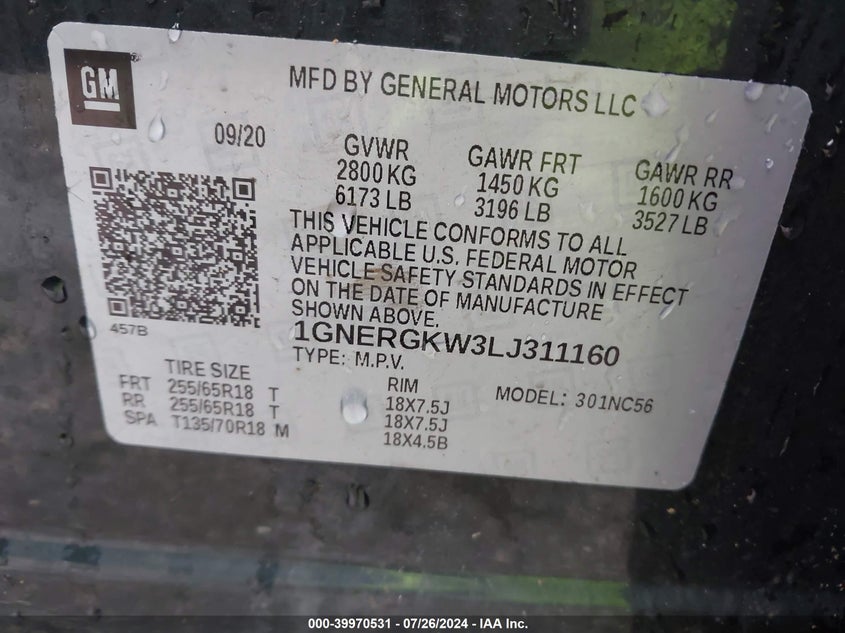 GM
MFD BY GENERAL MOTORS LLC
09/20
GVWR
2800 KG
6173 LB
GAWR FRT
1450 KG
3196 LB
GAWR RR
1600 KG
3527 LB
THIS VEHICLE CONFORMS TO ALL
APPLICABLE U.S. FEDERAL MOTOR
VEHICLE SAFETY STANDARDS IN EFFECT
ON THE DATE OF MANUFACTURE
SHOWN ABOVE.
1GNERGKW3LJ311160
TYPE: M.P.V.
457B
TIRE SIZE
RIM
MODEL: 301NC56
FRT 255/65R18 T 18X7.5J
RR 255/65R18 T 18X7.5J
SPA T135/70R18 M 18X4.5B
000-39970531 - 07/26/2024 - IAA Inc.